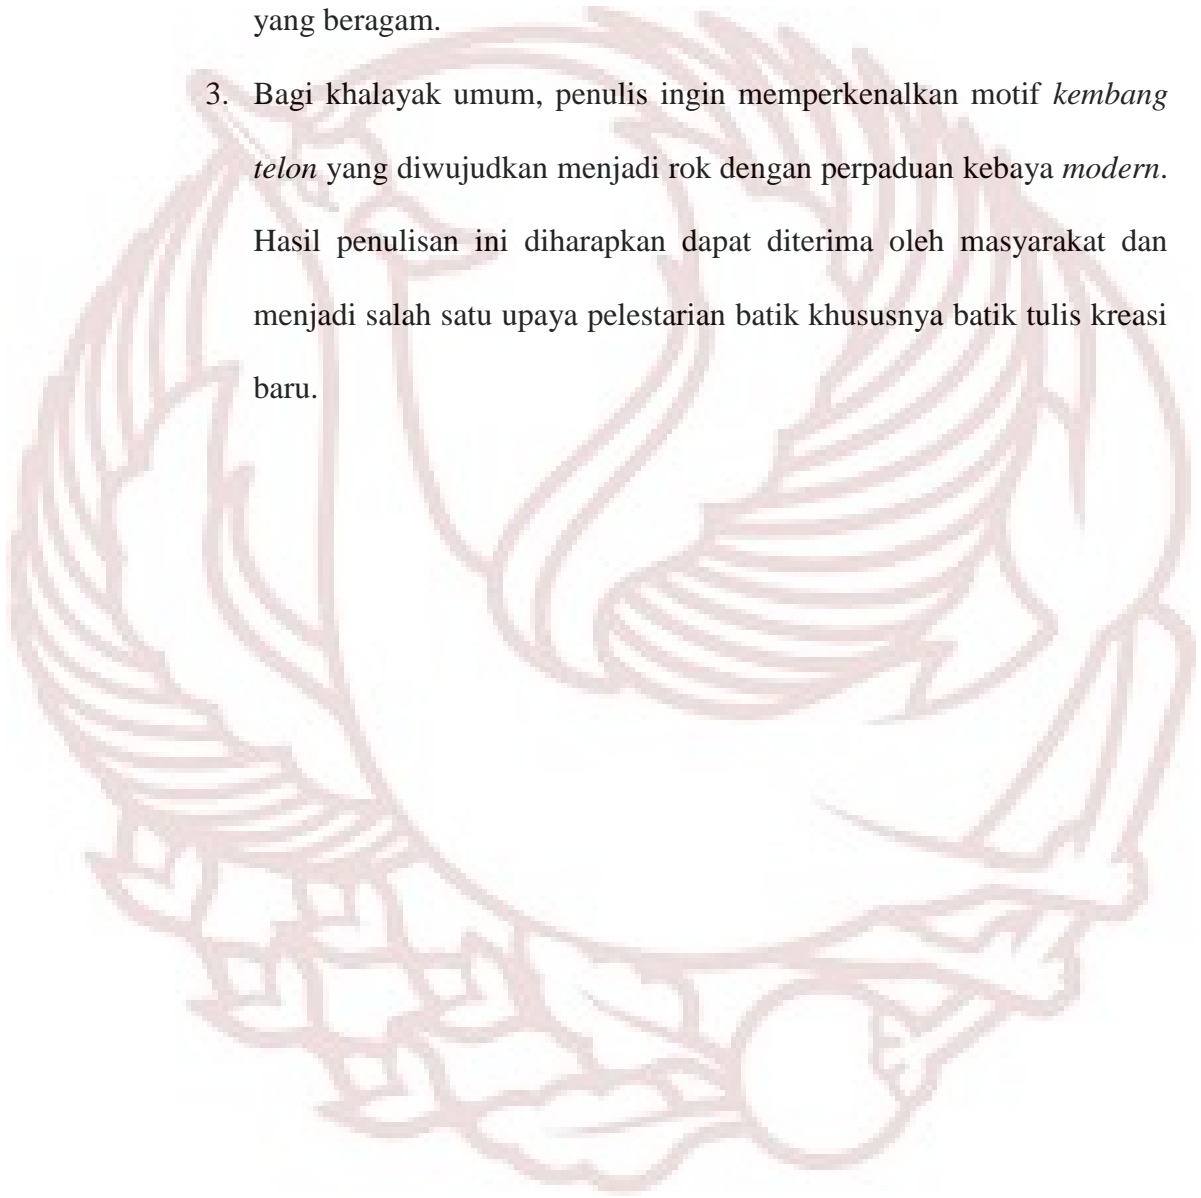 yang beragam.
3. Bagi khalayak umum, penulis ingin memperkenalkan motif kembang
telon yang diwujudkan menjadi rok dengan perpaduan kebaya modern.
Hasil penulisan ini diharapkan dapat diterima oleh masyarakat dan
menjadi salah satu upaya pelestarian batik khususnya batik tulis kreasi
baru.